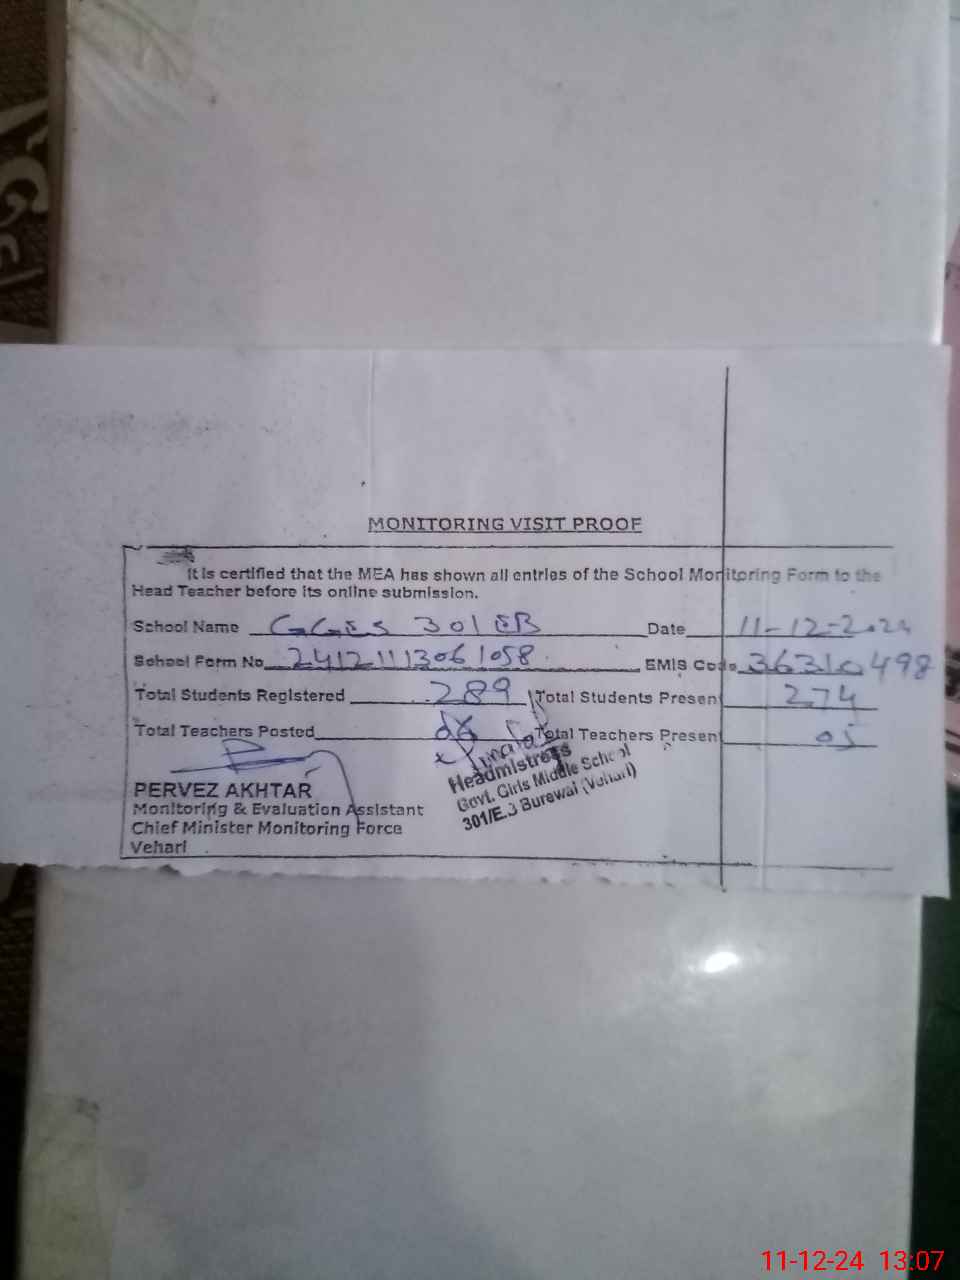 MONITORING VISIT PROOF
It is certified that the MEA has shown all entries of the School Monitoring Form to the
Head Teacher before its online submission.
School Name GGES 301 EB Date 11-12-2024
School Form No 2412111306 1058 EMIS Code 36310498
Total Students Registered 289 Total Students Present 274
Total Teachers Posted Total Teachers Present 05
Headmistress
Govt. Girls Middle School
301/E.B Burewal (Vehari)
PERVEZ AKHTAR
Monitoring & Evaluation Assistant
Chief Minister Monitoring Force
Vehari
11-12-24 13:07